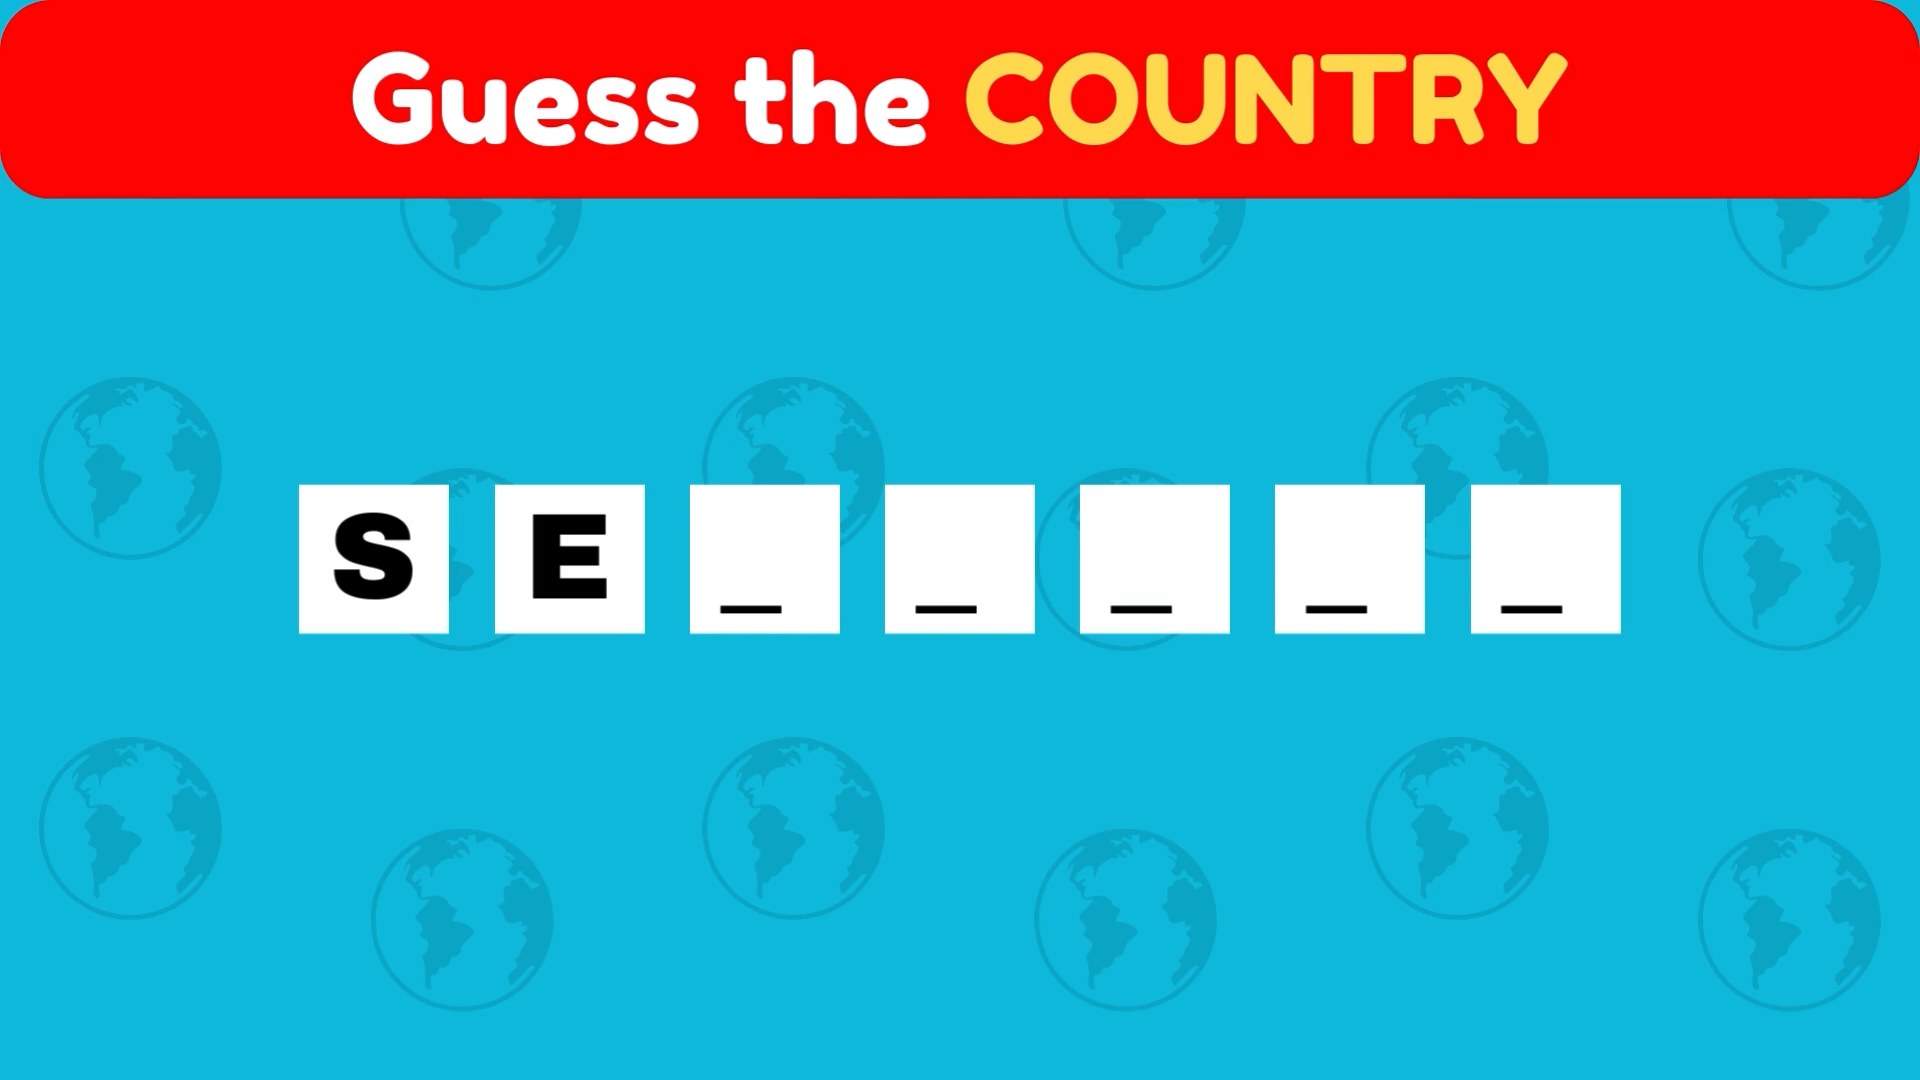 Guess the COUNTRY
S E _ _ _ _ _